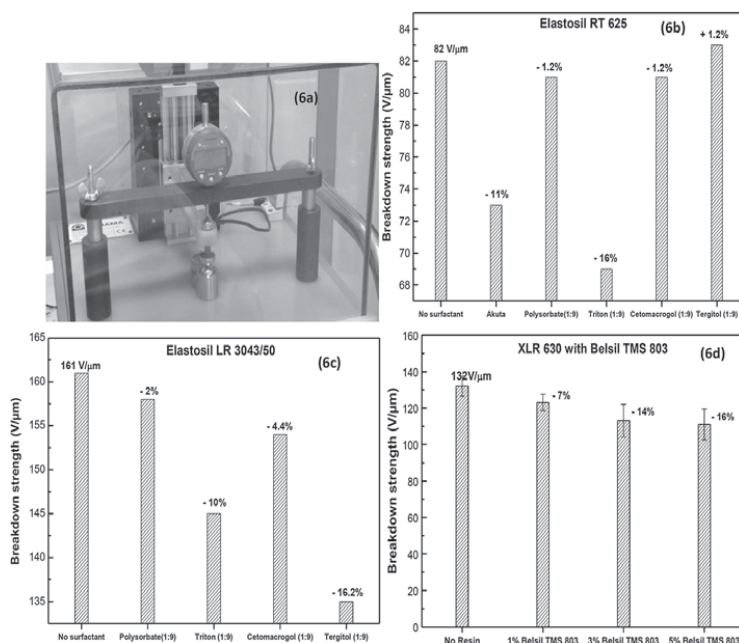 (6a)
Elastosil RT 625
(6b)
Breakdown strength (V/μm)
84
82
80
78
76
74
72
70
68
82 V/μm
- 11%
- 1.2%
- 16%
- 1.2%
+ 1.2%
No surfactant
Akuta
Polysorbate(1:9)
Triton (1:9)
Cetomacrogol (1:9)
Tergitol (1:9)
Elastosil LR 3043/50
(6c)
Breakdown strength (V/μm)
165
160
155
150
145
140
135
161 V/μm
- 2%
- 10%
- 4.4%
- 16.2%
No surfactant
Polysorbate(1:9)
Triton (1:9)
Cetomacrogol (1:9)
Tergitol (1:9)
XLR 630 with Belsil TMS 803
(6d)
Breakdown strength (V/μm)
160
140
120
100
80
60
40
20
0
132V/μm
- 7%
- 14%
- 16%
No Resin
1% Belsil TMS 803
3% Belsil TMS 803
5% Belsil TMS 803